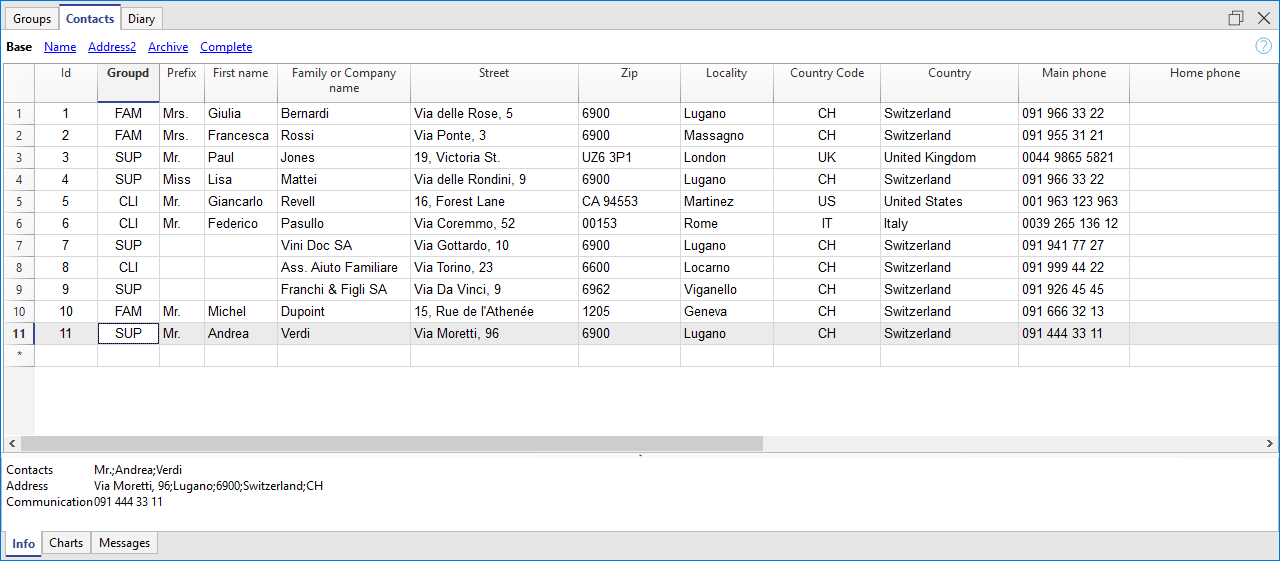 Groups Contacts Diary
Base Name Address2 Archive Complete ?
Id Groupd Prefix First name Family or Company name Street Zip Locality Country Code Country Main phone Home phone
1 1 FAM Mrs. Giulia Bernardi Via delle Rose, 5 6900 Lugano CH Switzerland 091 966 33 22
2 2 FAM Mrs. Francesca Rossi Via Ponte, 3 6900 Massagno CH Switzerland 091 955 31 21
3 3 SUP Mr. Paul Jones 19, Victoria St. UZ6 3P1 London UK United Kingdom 0044 9865 5821
4 4 SUP Miss Lisa Mattei Via delle Rondini, 9 6900 Lugano CH Switzerland 091 966 33 22
5 5 CLI Mr. Giancarlo Revell 16, Forest Lane CA 94553 Martinez US United States 001 963 123 963
6 6 CLI Mr. Federico Pasullo Via Coremmo, 52 00153 Rome IT Italy 0039 265 136 12
7 7 SUP Vini Doc SA Via Gottardo, 10 6900 Lugano CH Switzerland 091 941 77 27
8 8 CLI Ass. Aiuto Familiare Via Torino, 23 6600 Locarno CH Switzerland 091 999 44 22
9 9 SUP Franchi & Figli SA Via Da Vinci, 9 6962 Viganello CH Switzerland 091 926 45 45
10 10 FAM Mr. Michel Dupoint 15, Rue de l'Athenée 1205 Geneva CH Switzerland 091 666 32 13
11 11 SUP Mr. Andrea Verdi Via Moretti, 96 6900 Lugano CH Switzerland 091 444 33 11
*
Contacts Mr.;Andrea;Verdi
Address Via Moretti, 96;Lugano;6900;Switzerland;CH
Communication 091 444 33 11
Info Charts Messages